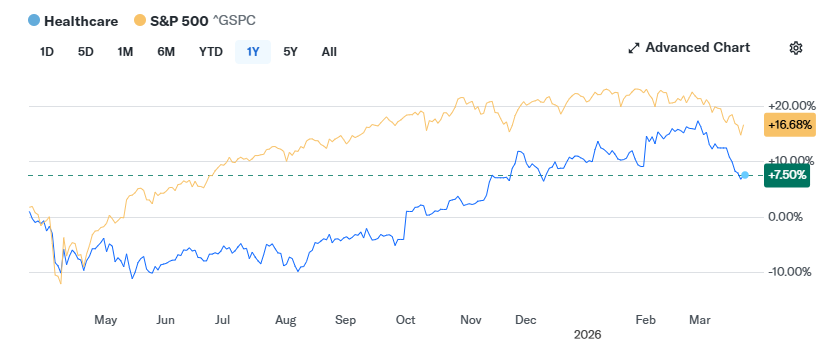 Healthcare S&P 500 ^GSPC
1D 5D 1M 6M YTD 1Y 5Y All Advanced Chart
+20.00%
+16.68%
+10.00%
+7.50%
0.00%
-10.00%
May Jun Jul Aug Sep Oct Nov Dec Feb Mar
2026